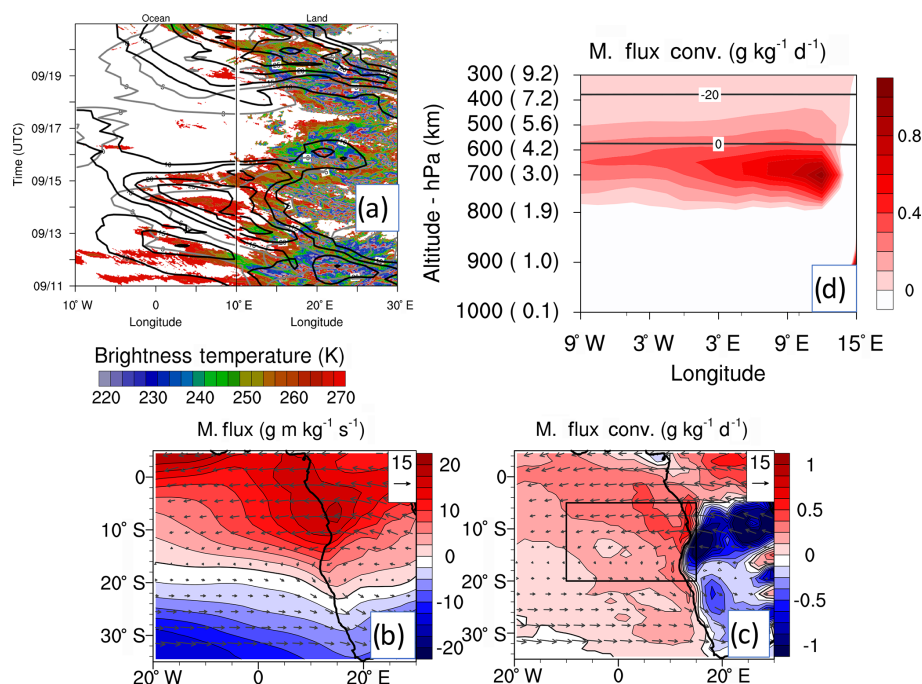 Ocean Land
09/19
09/17
09/15
09/13
09/11
Time (UTC)
(a)
10° W 0 10° E 20° E 30° E
Longitude Longitude
Brightness temperature (K)
220 230 240 250 260 270
M. flux conv. (g kg-1 d-1)
300 ( 9.2)
400 ( 7.2)
500 ( 5.6)
600 ( 4.2)
700 ( 3.0)
800 ( 1.9)
900 ( 1.0)
1000 ( 0.1)
Altitude - hPa (km)
-20
0
(d)
0.8
0.4
0
9° W 3° W 3° E 9° E 15° E
Longitude
M. flux (g m kg-1 s-1)
15
0
10° S
20° S
30° S
(b)
20
10
0
-10
-20
20° W 0 20° E
M. flux conv. (g kg-1 d-1)
15
0
10° S
20° S
30° S
(c)
1
0.5
0
-0.5
-1
20° W 0 20° E